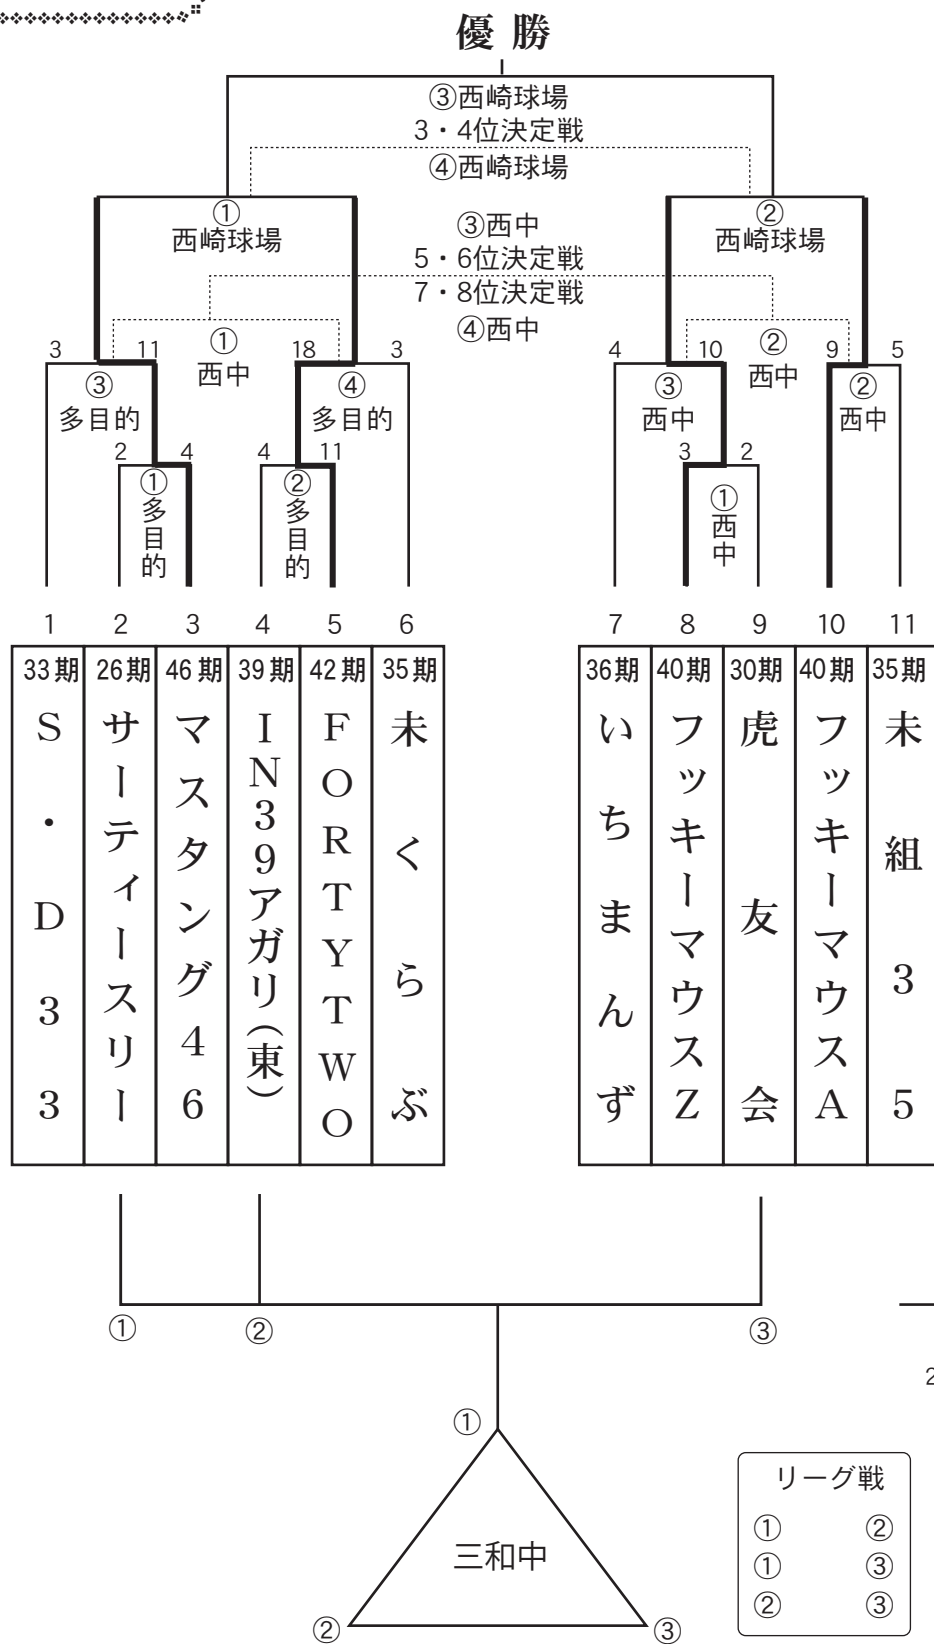 優勝
③西崎球場
3・4位決定戦
④西崎球場
①
西崎球場
②
西崎球場
③西中
5・6位決定戦
7・8位決定戦
④西中
①
西中
②
西中
3 11 18 3 4 10 9 5
③
多目的
④
多目的
③
西中
②
西中
2 4 4 11 3 2
①
多目的
②
多目的
①
西中
1 2 3 4 5 6 7 8 9 10 11
33期 S・D33
26期 サーティースリー
46期 マスタング46
39期 IN39アガリ(東)
42期 FORTYTWO
35期 未くらぶ
36期 いちまんず
40期 フッキーマウスZ
30期 虎友会
40期 フッキーマウスA
35期 未組35
① ② ③
2
①
三和中
② ③
リーグ戦
① ②
① ③
② ③